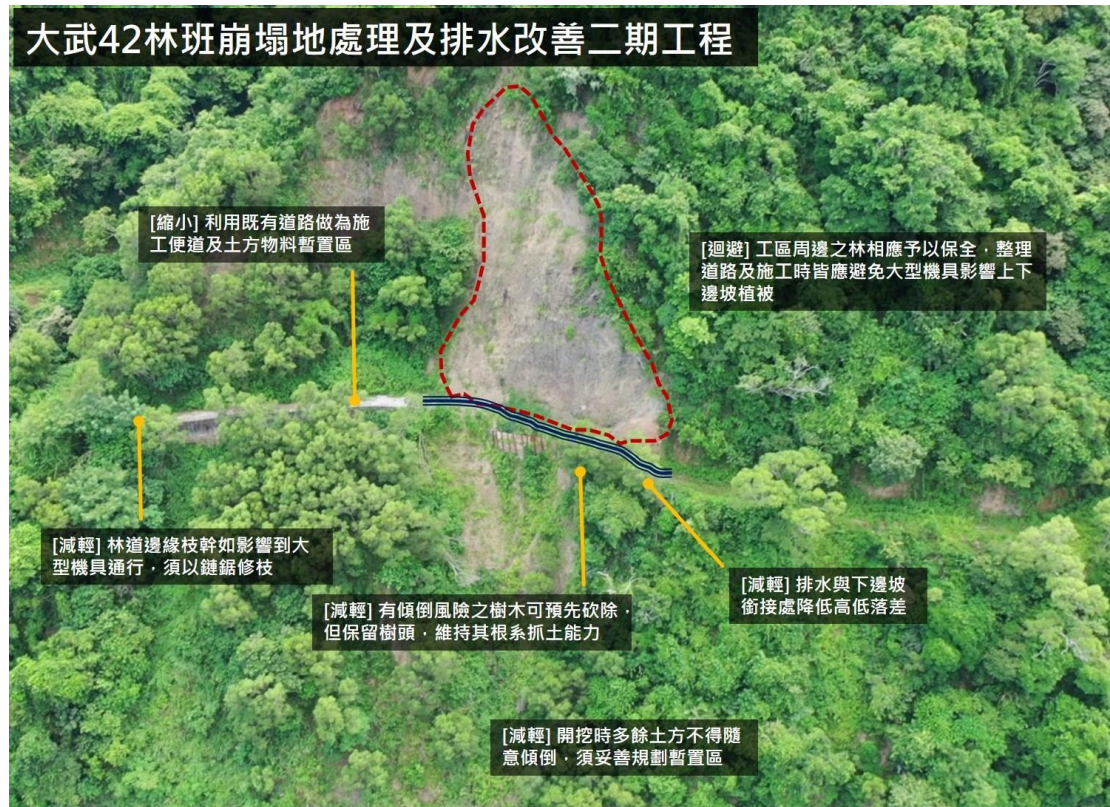 大武42林班崩塌地處理及排水改善二期工程
[縮小] 利用既有道路做為施
工便道及土方物料暫置區
[迴避] 工區周邊之林相應予以保全，整理
道路及施工時皆應避免大型機具影響上下
邊坡植被
[減輕] 林道邊緣枝幹如影響到大
型機具通行，須以鏈鋸修枝
[減輕] 有傾倒風險之樹木可預先砍除，
但保留樹頭，維持其根系抓土能力
[減輕] 排水與下邊坡
銜接處降低高低落差
[減輕] 開挖時多餘土方不得隨
意傾倒，須妥善規劃暫置區